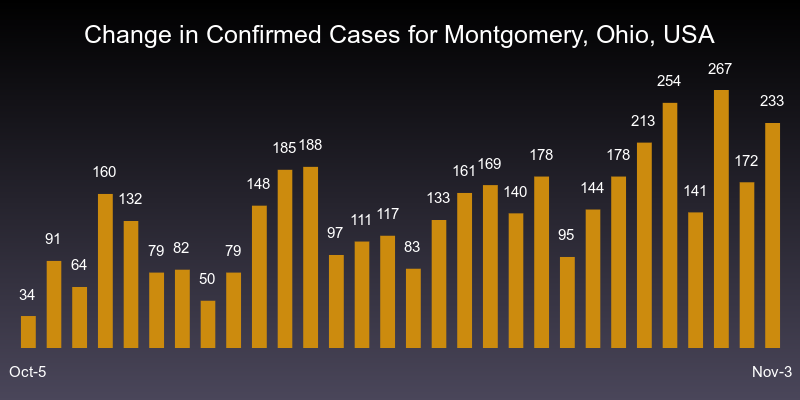 Change in Confirmed Cases for Montgomery, Ohio, USA
34 91 64 160 132 79 82 50 79 148 185 188 97 111 117 83 133 161 169 140 178 95 144 178 213 254 141 267 172 233
Oct-5 Nov-3